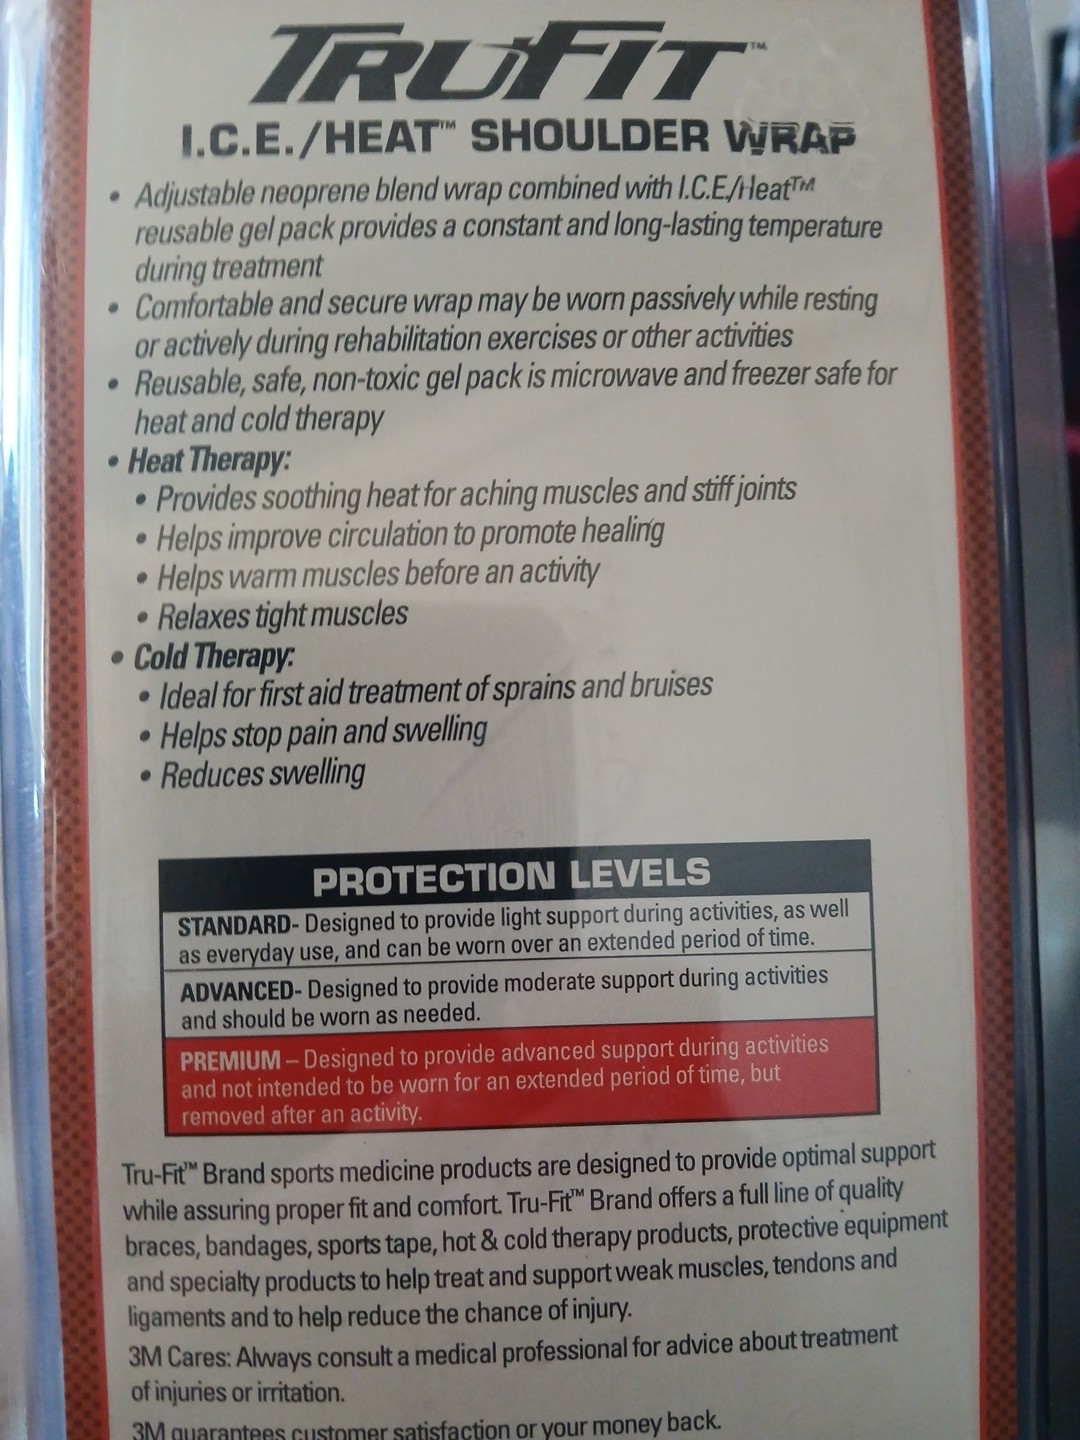 TRUFIT™
I.C.E./HEAT™ SHOULDER WRAP
• Adjustable neoprene blend wrap combined with I.C.E./Heat™
reusable gel pack provides a constant and long-lasting temperature
during treatment
• Comfortable and secure wrap may be worn passively while resting
or actively during rehabilitation exercises or other activities
• Reusable, safe, non-toxic gel pack is microwave and freezer safe for
heat and cold therapy
• Heat Therapy:
• Provides soothing heat for aching muscles and stiff joints
• Helps improve circulation to promote healing
• Helps warm muscles before an activity
• Relaxes tight muscles
• Cold Therapy:
• Ideal for first aid treatment of sprains and bruises
• Helps stop pain and swelling
• Reduces swelling
PROTECTION LEVELS
STANDARD- Designed to provide light support during activities, as well
as everyday use, and can be worn over an extended period of time.
ADVANCED- Designed to provide moderate support during activities
and should be worn as needed.
PREMIUM – Designed to provide advanced support during activities
and not intended to be worn for an extended period of time, but
removed after an activity.
Tru-Fit™ Brand sports medicine products are designed to provide optimal support
while assuring proper fit and comfort. Tru-Fit™ Brand offers a full line of quality
braces, bandages, sports tape, hot & cold therapy products, protective equipment
and specialty products to help treat and support weak muscles, tendons and
ligaments and to help reduce the chance of injury.
3M Cares: Always consult a medical professional for advice about treatment
of injuries or irritation.
3M guarantees customer satisfaction or your money back.